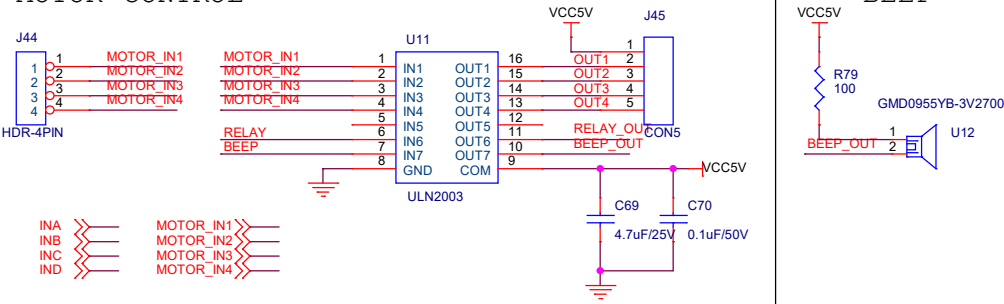 MOTOR CONTROL
BEEP
VCC5V
J45
VCC5V
J44
U11
1
2
3
4
1 MOTOR_IN1
2 MOTOR_IN2
3 MOTOR_IN3
4 MOTOR_IN4
HDR-4PIN
MOTOR_IN1 1 IN1 OUT1 16 OUT1 1
MOTOR_IN2 2 IN2 OUT2 15 OUT2 2
MOTOR_IN3 3 IN3 OUT3 14 OUT3 3
MOTOR_IN4 4 IN4 OUT4 13 OUT4 4
5 IN5 OUT5 12 5
RELAY 6 IN6 OUT6 11 RELAY_OUT CON5
BEEP 7 IN7 OUT7 10 BEEP_OUT
8 GND COM 9 VCC5V
ULN2003
R79
100
GMD0955YB-3V2700
1 U12
BEEP_OUT 2
C69 C70
4.7uF/25V 0.1uF/50V
INA MOTOR_IN1
INB MOTOR_IN2
INC MOTOR_IN3
IND MOTOR_IN4